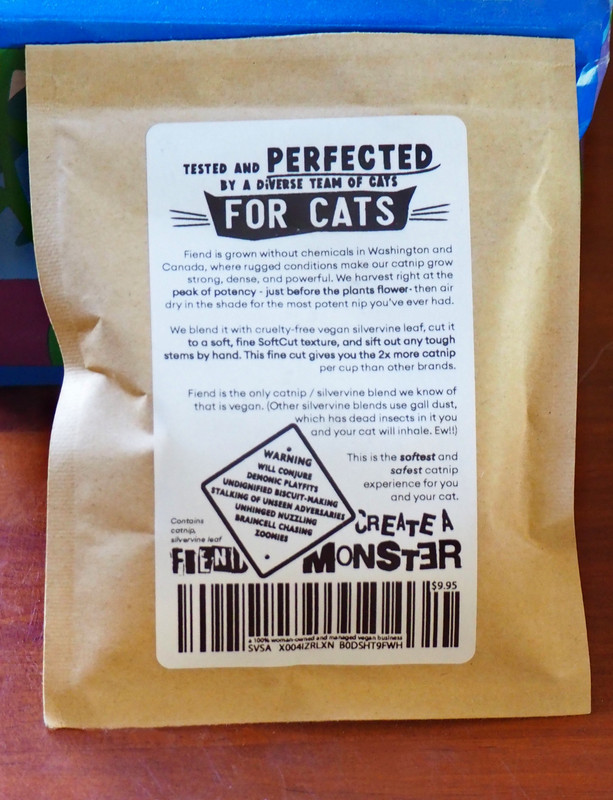 TESTED AND PERFECTED
BY A DIVERSE TEAM OF CATS
FOR CATS
Fiend is grown without chemicals in Washington and
Canada, where rugged conditions make our catnip grow
strong, dense, and powerful. We harvest right at the
peak of potency - just before the plants flower- then air
dry in the shade for the most potent nip you've ever had.
We blend it with cruelty-free vegan silvervine leaf, cut it
to a soft, fine SoftCut texture, and sift out any tough
stems by hand. This fine cut gives you the 2x more catnip
per cup than other brands.
Fiend is the only catnip / silvervine blend we know of
that is vegan. (Other silvervine blends use gall dust,
which has dead insects in it you
and your cat will inhale. Ew!!)
This is the softest and
safest catnip
experience for you
and your cat.
WARNING
WILL CONJURE
DEMONIC PLAYFITS
UNDIGNIFIED BISCUIT-MAKING
STALKING OF UNSEEN ADVERSARIES
UNHINGED NUZZLING
BRAINCELL CHASING
ZOOMIES
Contains
catnip,
silvervine leaf
FIEND
CREATE A
MONSTER
$9.95
a 100% woman-owned and managed vegan business
SVSA X004IZRLXN B0DSHT9FWH